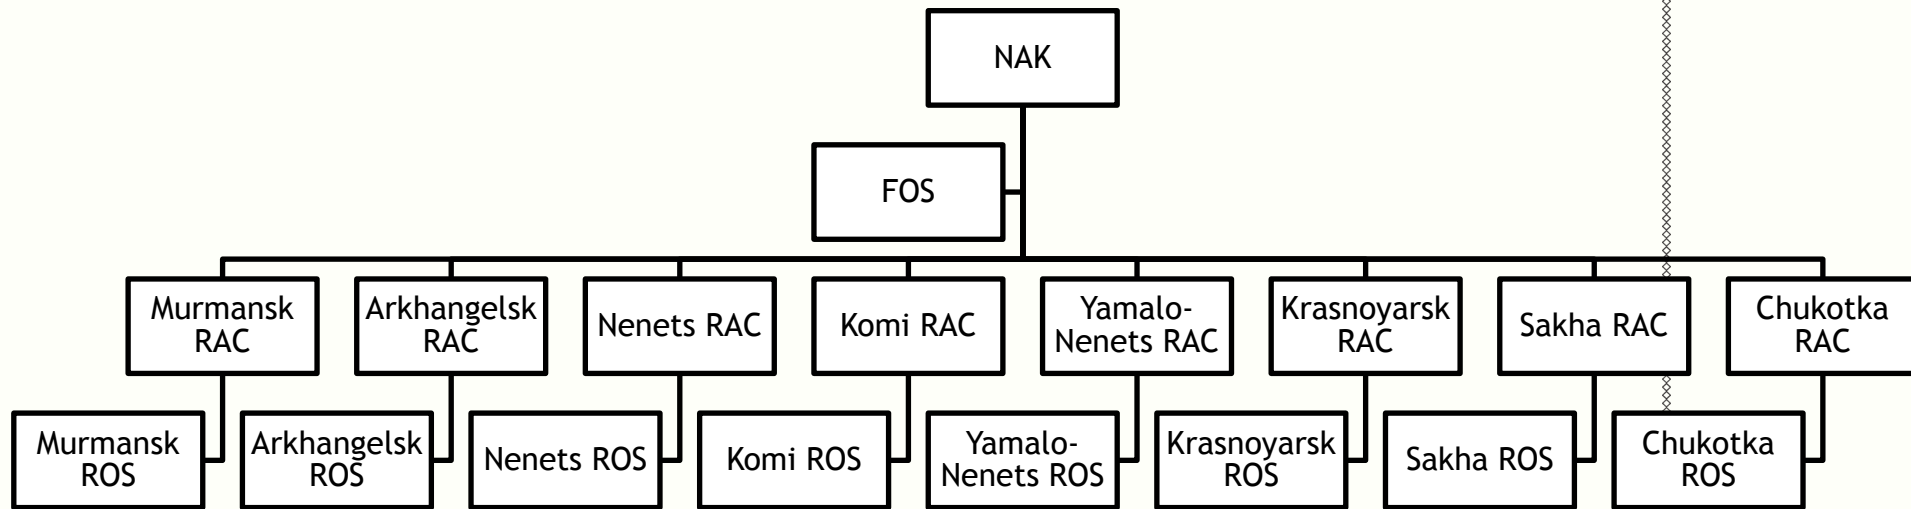 NAK
FOS
Murmansk
RAC
Arkhangelsk
RAC
Nenets RAC
Komi RAC
Yamalo-
Nenets RAC
Krasnoyarsk
RAC
Sakha RAC
Chukotka
RAC
Murmansk
ROS
Arkhangelsk
ROS
Nenets ROS
Komi ROS
Yamalo-
Nenets ROS
Krasnoyarsk
ROS
Sakha ROS
Chukotka
ROS